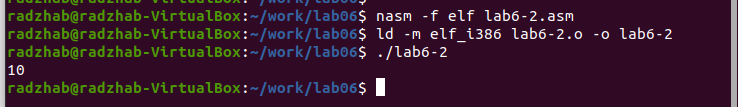 radzhab@radzhab-VirtualBox:~/work/lab06$ nasm -f elf lab6-2.asm
radzhab@radzhab-VirtualBox:~/work/lab06$ ld -m elf_i386 lab6-2.o -o lab6-2
radzhab@radzhab-VirtualBox:~/work/lab06$ ./lab6-2
10
radzhab@radzhab-VirtualBox:~/work/lab06$